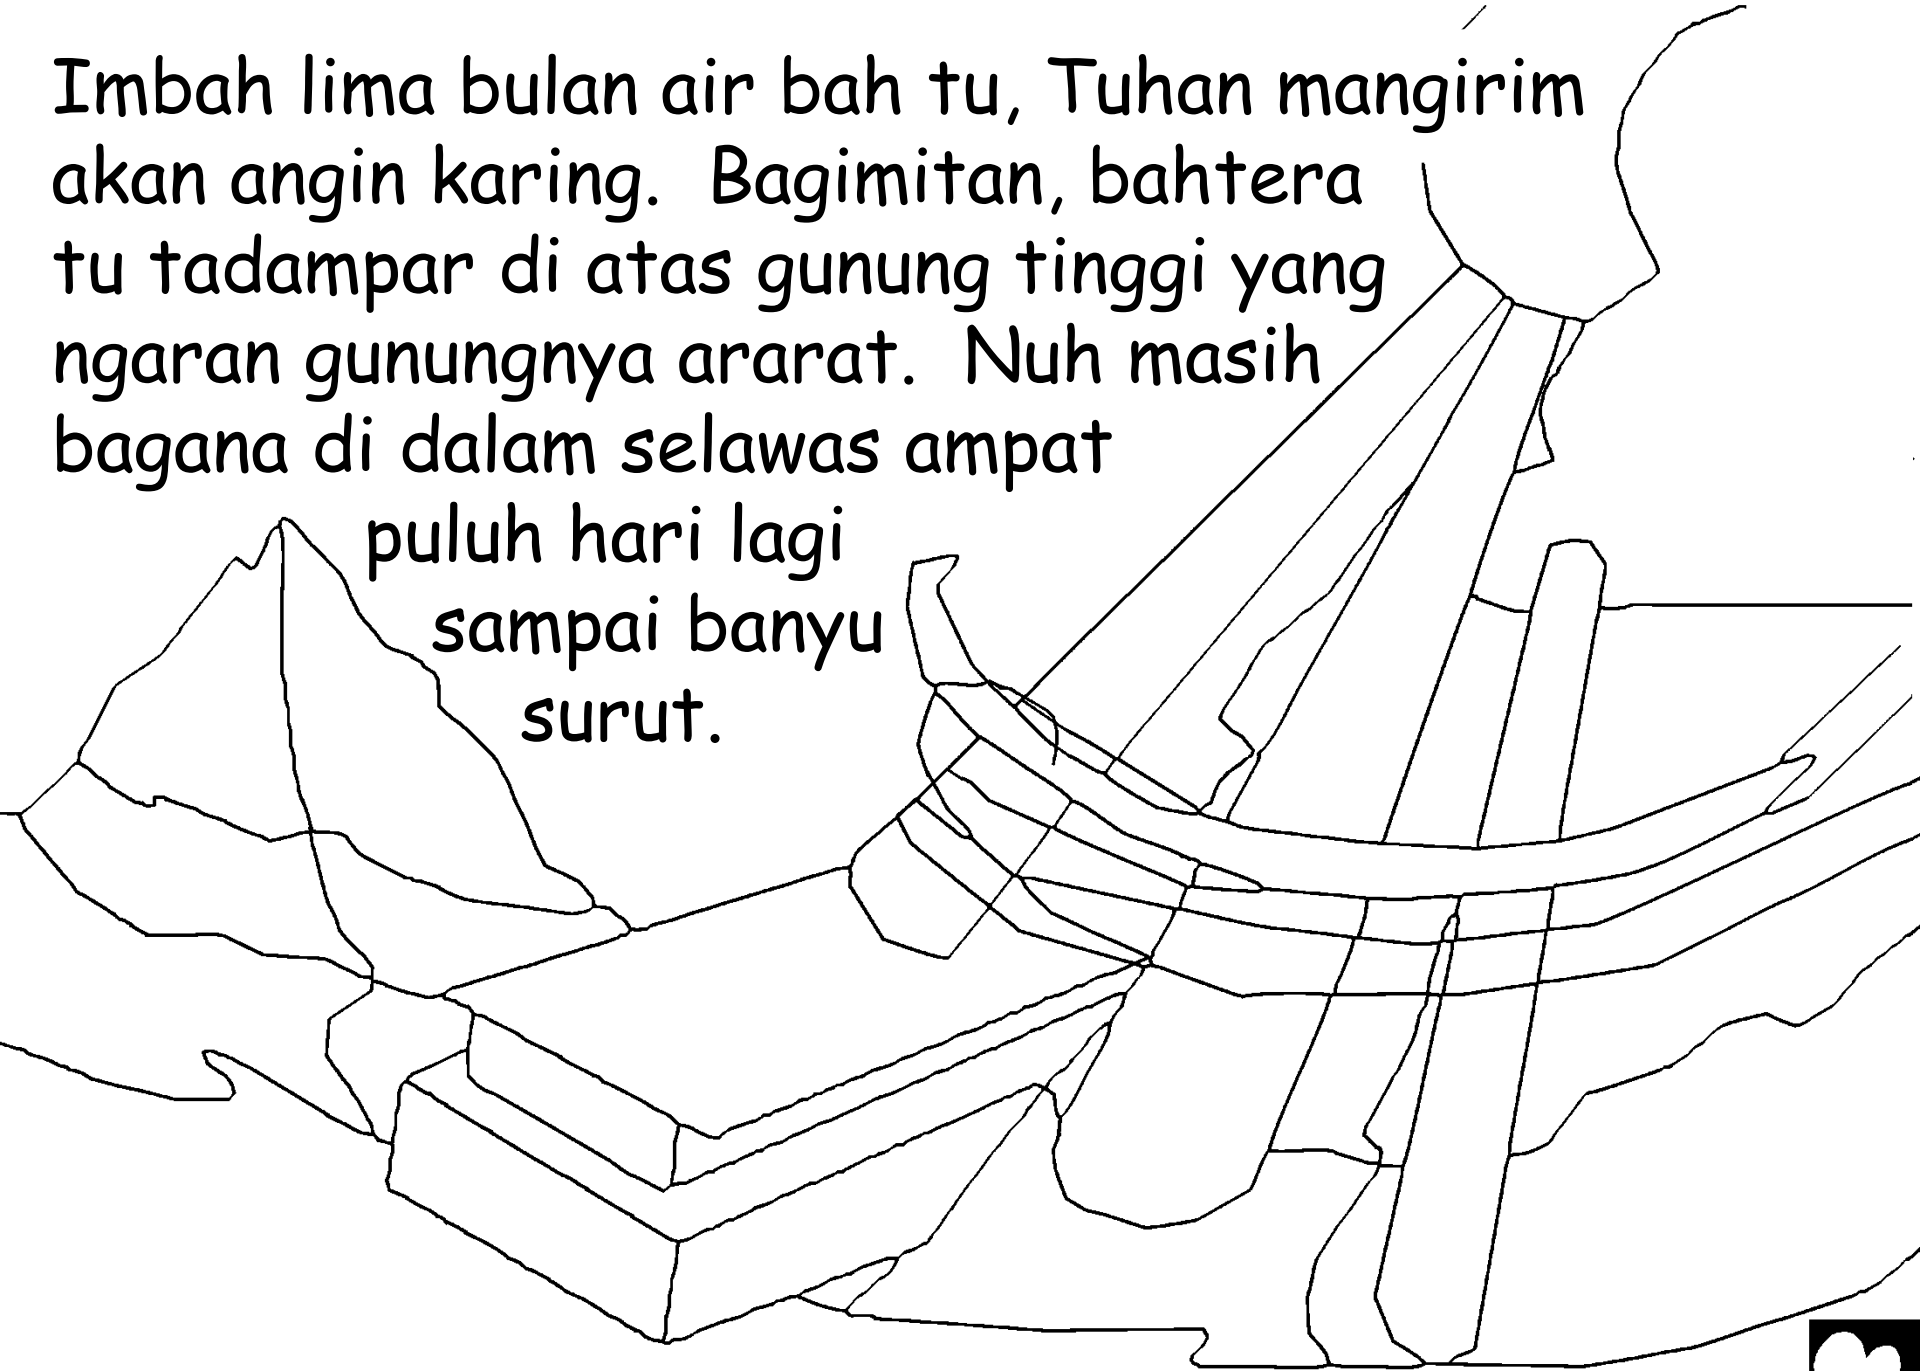 Imbah lima bulan air bah tu, Tuhan mangirim
akan angin karing.  Bagimitan, bahtera
tu tadampar di atas gunung tinggi yang
ngaran gunungnya ararat.  Nuh masih
bagana di dalam selawas ampat
puluh hari lagi
sampai banyu
surut.